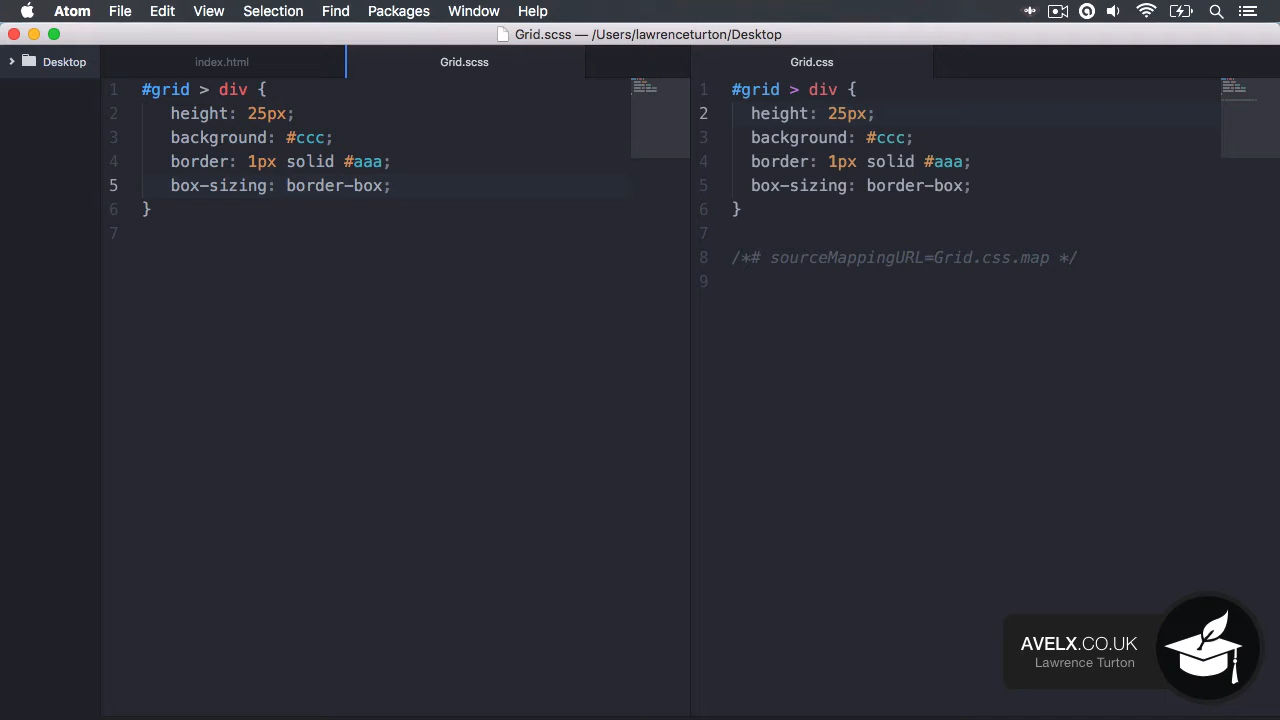 Atom File Edit View Selection Find Packages Window Help
Grid.scss — /Users/lawrenceturton/Desktop
Desktop
index.html
Grid.scss
1 #grid > div {
2 height: 25px;
3 background: #ccc;
4 border: 1px solid #aaa;
5 box-sizing: border-box;
6 }
7
Grid.css
1 #grid > div {
2 height: 25px;
3 background: #ccc;
4 border: 1px solid #aaa;
5 box-sizing: border-box;
6 }
7
8 /*# sourceMappingURL=Grid.css.map */
9
AVELX.CO.UK
Lawrence Turton